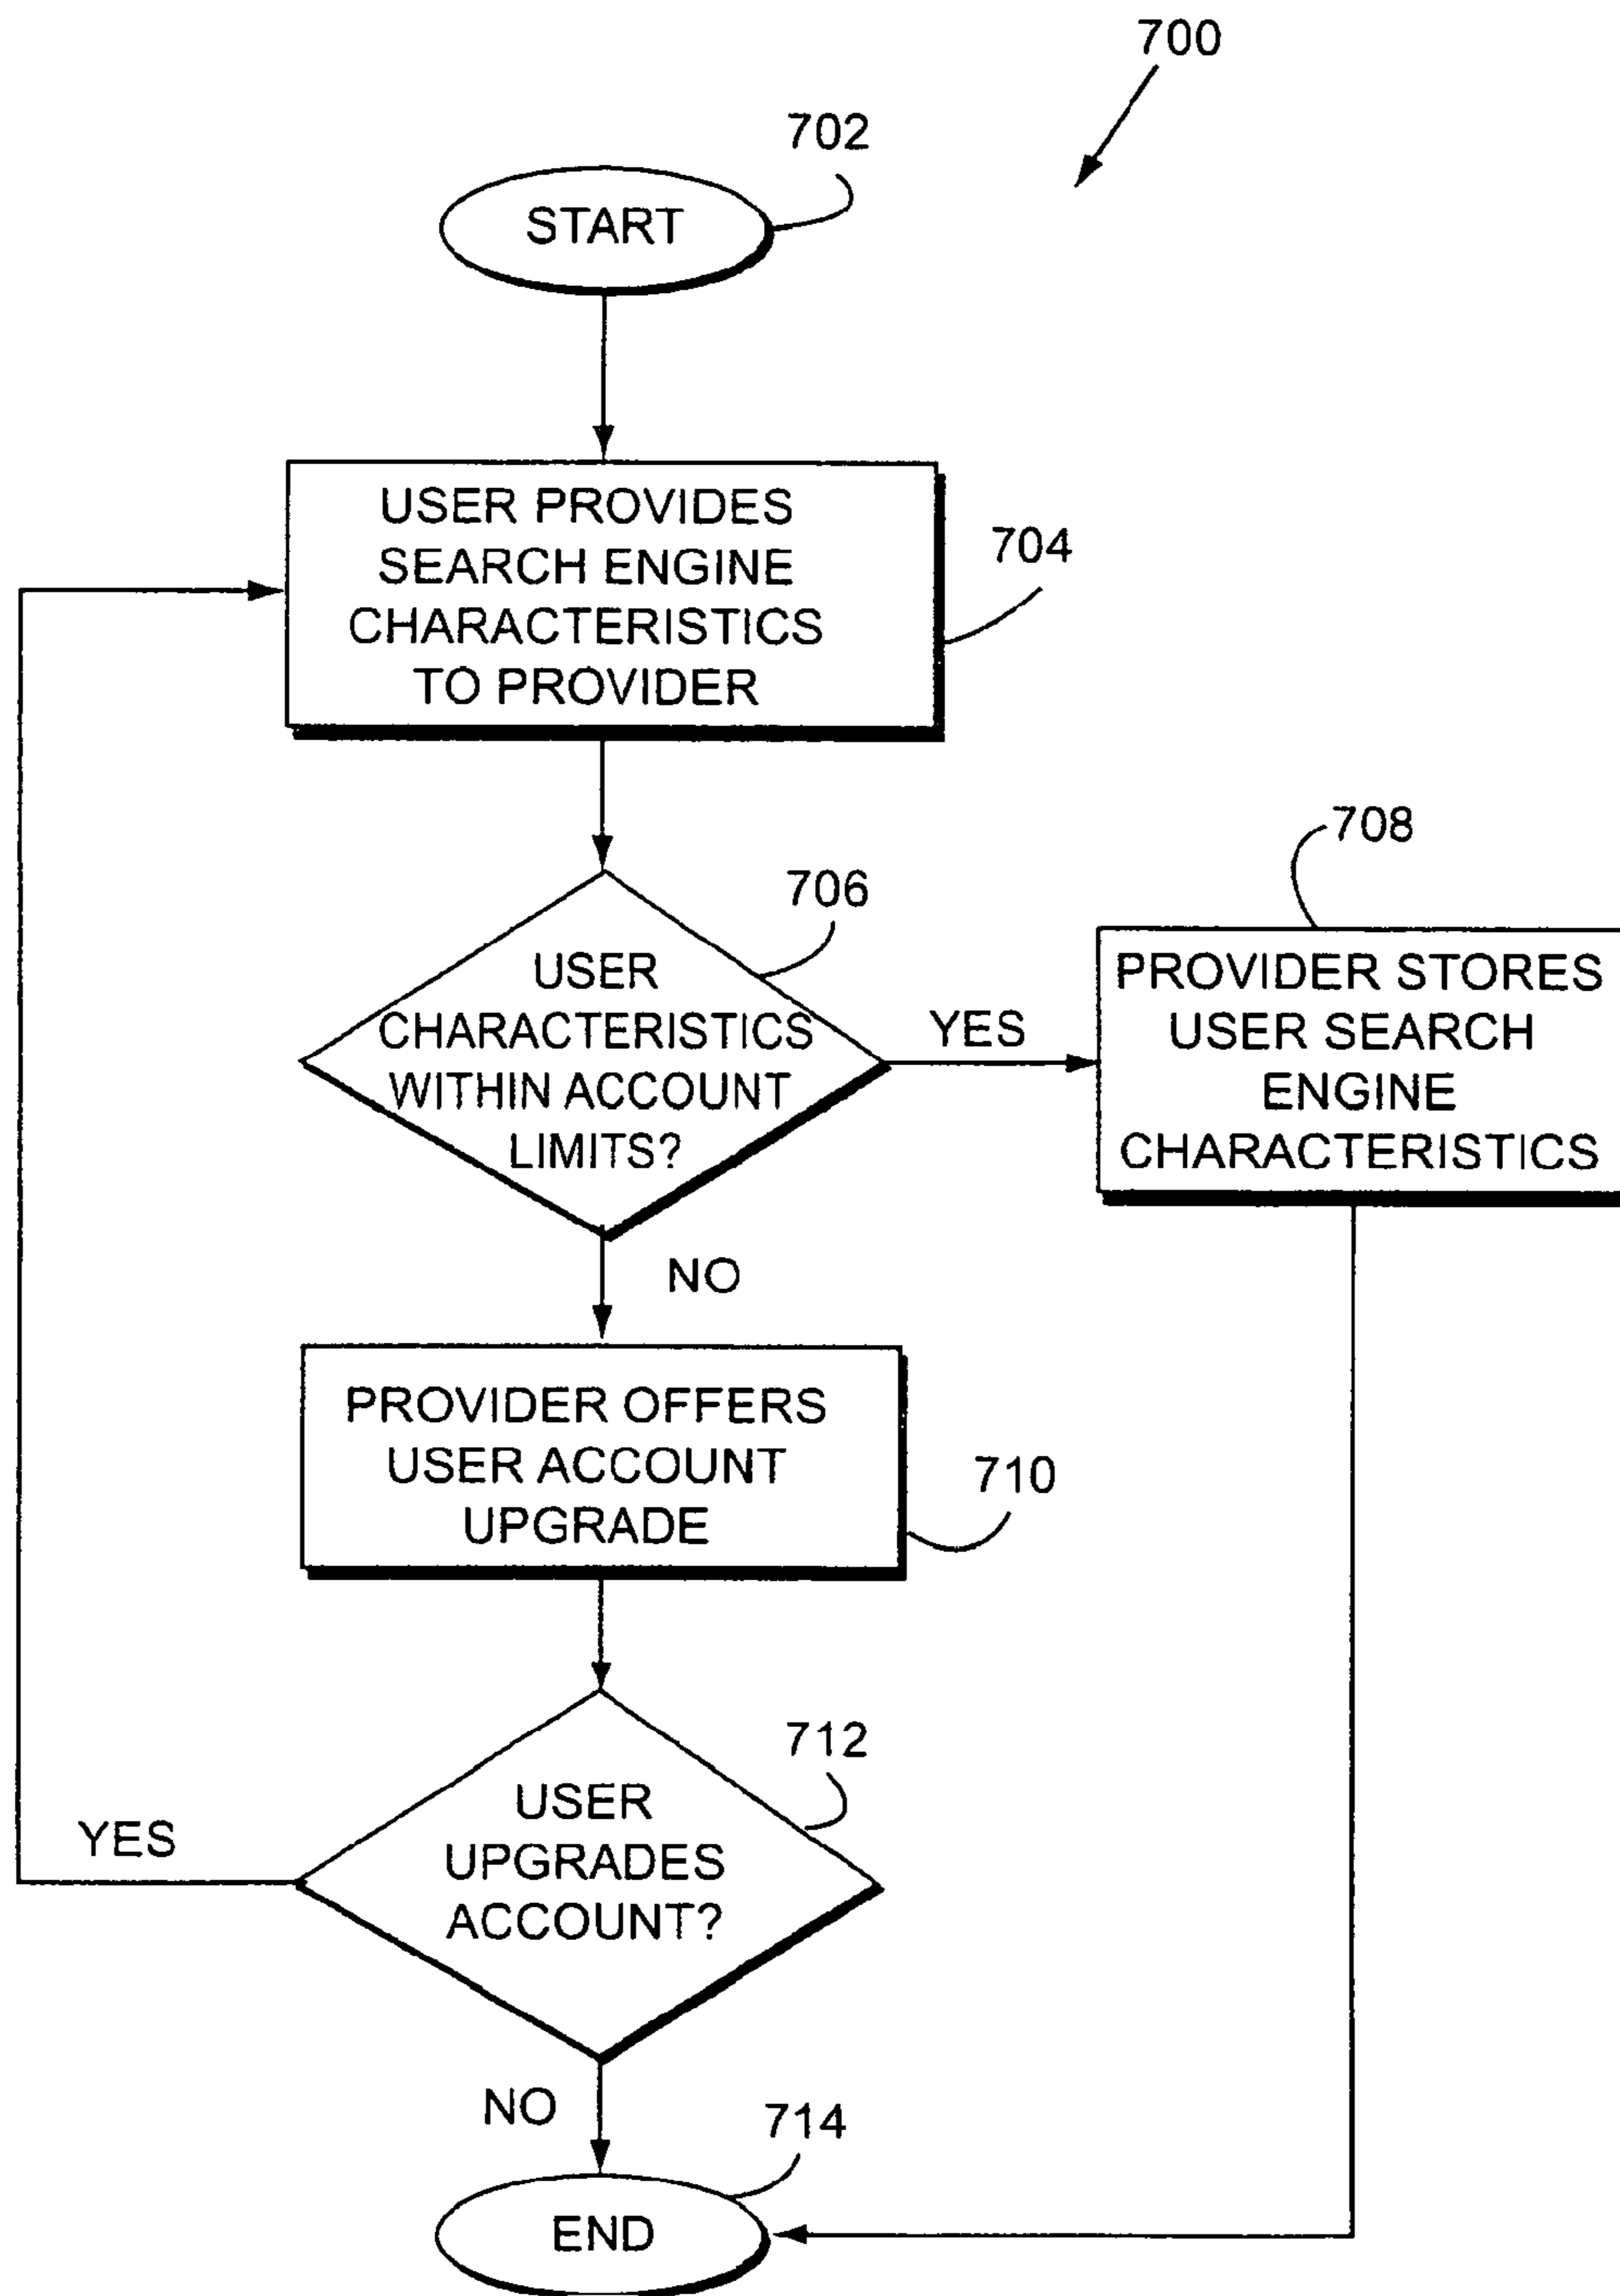 700
702
START
USER PROVIDES
SEARCH ENGINE
CHARACTERISTICS
TO PROVIDER
704
706
USER
CHARACTERISTICS
WITHIN ACCOUNT
LIMITS?
YES
708
PROVIDER STORES
USER SEARCH
ENGINE
CHARACTERISTICS
NO
PROVIDER OFFERS
USER ACCOUNT
UPGRADE
710
712
USER
UPGRADES
ACCOUNT?
YES
NO
714
END